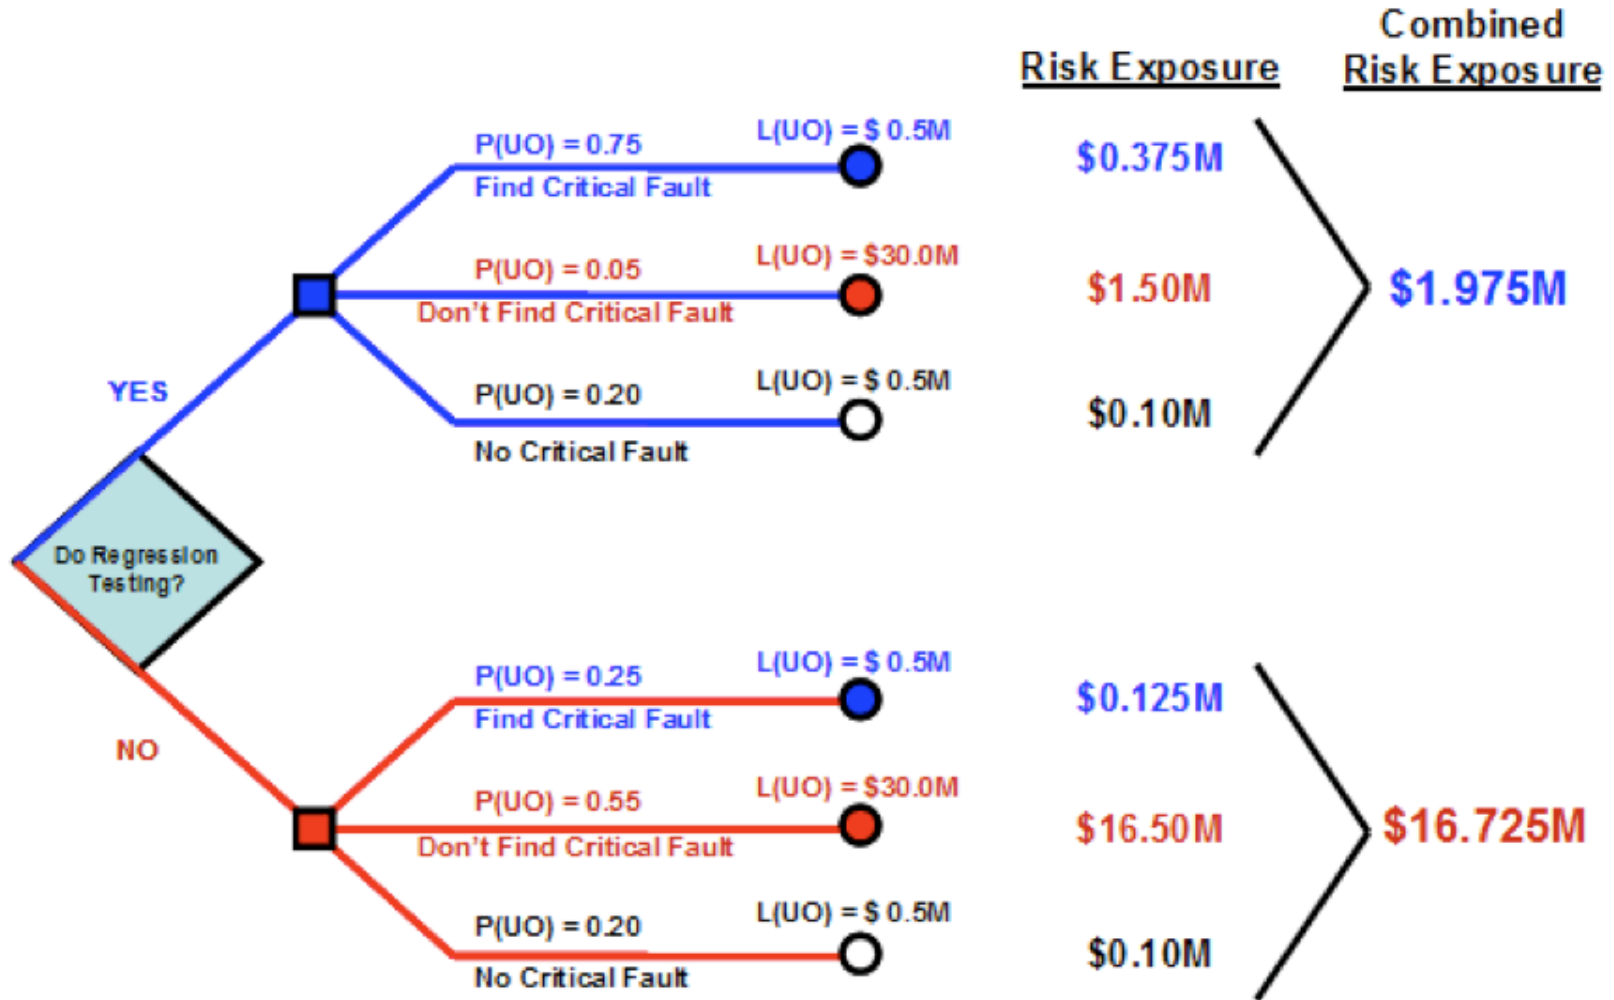 Combined
Risk Exposure Risk Exposure
P(UO) = 0.75 L(UO) = $ 0.5M
Find Critical Fault $0.375M
P(UO) = 0.05 L(UO) = $30.0M
Don't Find Critical Fault $1.50M $1.975M
P(UO) = 0.20 L(UO) = $ 0.5M
No Critical Fault $0.10M
YES
Do Regression
Testing?
NO
P(UO) = 0.25 L(UO) = $ 0.5M
Find Critical Fault $0.125M
P(UO) = 0.55 L(UO) = $30.0M
Don't Find Critical Fault $16.50M $16.725M
P(UO) = 0.20 L(UO) = $ 0.5M
No Critical Fault $0.10M